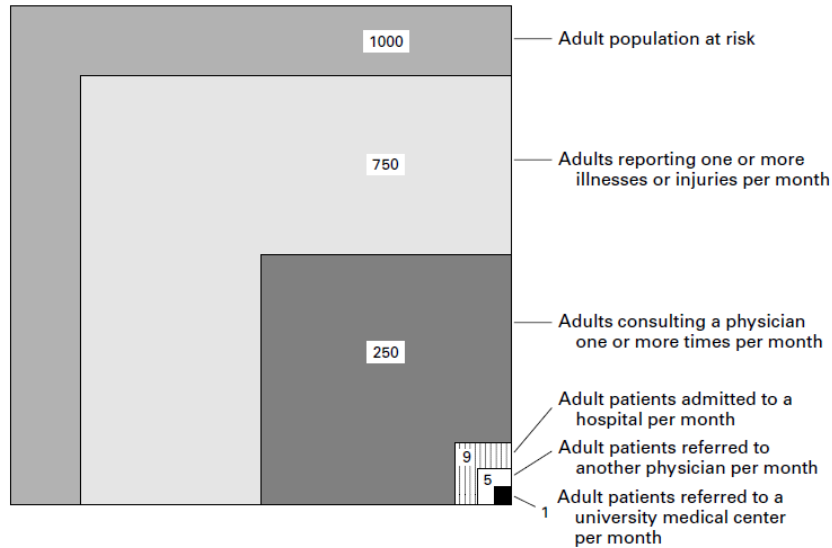 1000
Adult population at risk
750
Adults reporting one or more
illnesses or injuries per month
Adults consulting a physician
one or more times per month
250
Adult patients admitted to a
hospital per month
9
Adult patients referred to
another physician per month
5
1
Adult patients referred to a
university medical center
per month